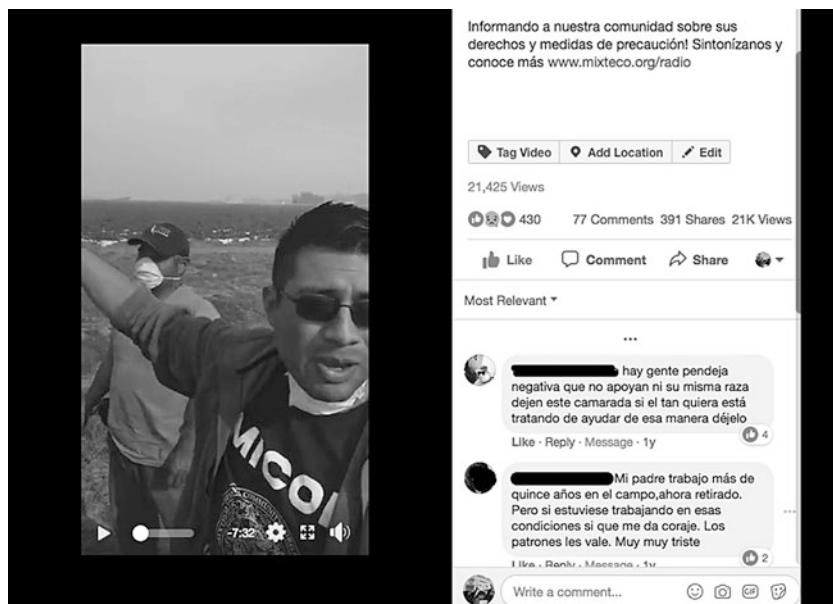 Informando a nuestra comunidad sobre sus
derechos y medidas de precaución! Sintonízanos y
conoce más www.mixteco.org/radio
Tag Video
Add Location
Edit
21,425 Views
430
77 Comments 391 Shares 21K Views
Like
Comment
Share
Most Relevant
hay gente pendeja
negativa que no apoyan ni su misma raza
dejen este camarada si el tan quiera está
tratando de ayudar de esa manera déjelo
4
Like · Reply · Message · 1y
Mi padre trabajo más de
quince años en el campo,ahora retirado.
Pero si estuviese trabajando en esas
condiciones si que me da coraje. Los
patrones les vale. Muy muy triste
2
Like · Reply · Message · 1y
Write a comment...
GIF
MICO
-7:32